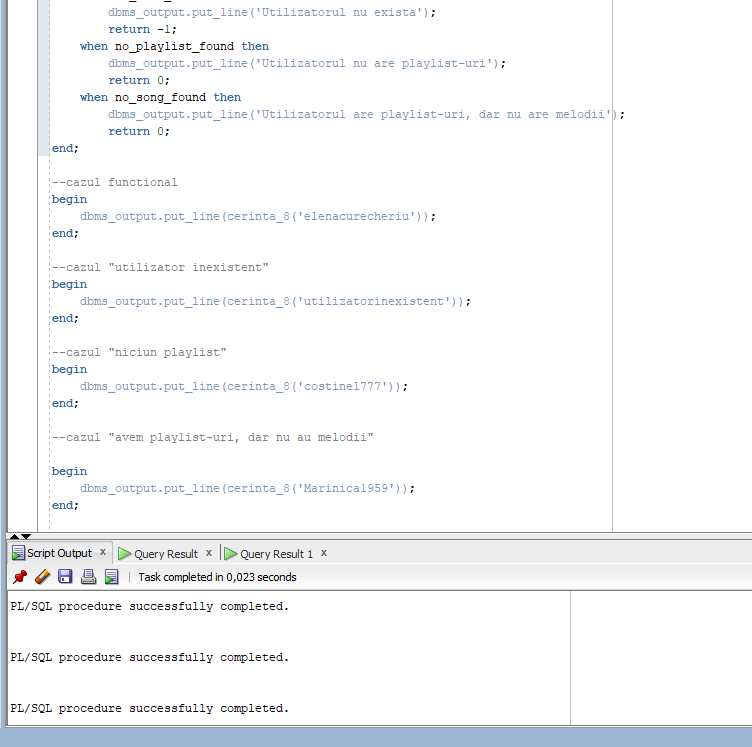 dbms_output.put_line('Utilizatorul nu exista');
return -1;
when no_playlist_found then
dbms_output.put_line('Utilizatorul nu are playlist-uri');
return 0;
when no_song_found then
dbms_output.put_line('Utilizatorul are playlist-uri, dar nu are melodii');
return 0;
end;
--cazul functional
begin
dbms_output.put_line(cerinta_8('elenacurecheriu'));
end;
--cazul "utilizator inexistent"
begin
dbms_output.put_line(cerinta_8('utilizatorinexistent'));
end;
--cazul "niciun playlist"
begin
dbms_output.put_line(cerinta_8('costinel777'));
end;
--cazul "avem playlist-uri, dar nu au melodii"
begin
dbms_output.put_line(cerinta_8('Marinica1959'));
end;
Script Output x Query Result x Query Result 1 x
Task completed in 0,023 seconds
PL/SQL procedure successfully completed.
PL/SQL procedure successfully completed.
PL/SQL procedure successfully completed.